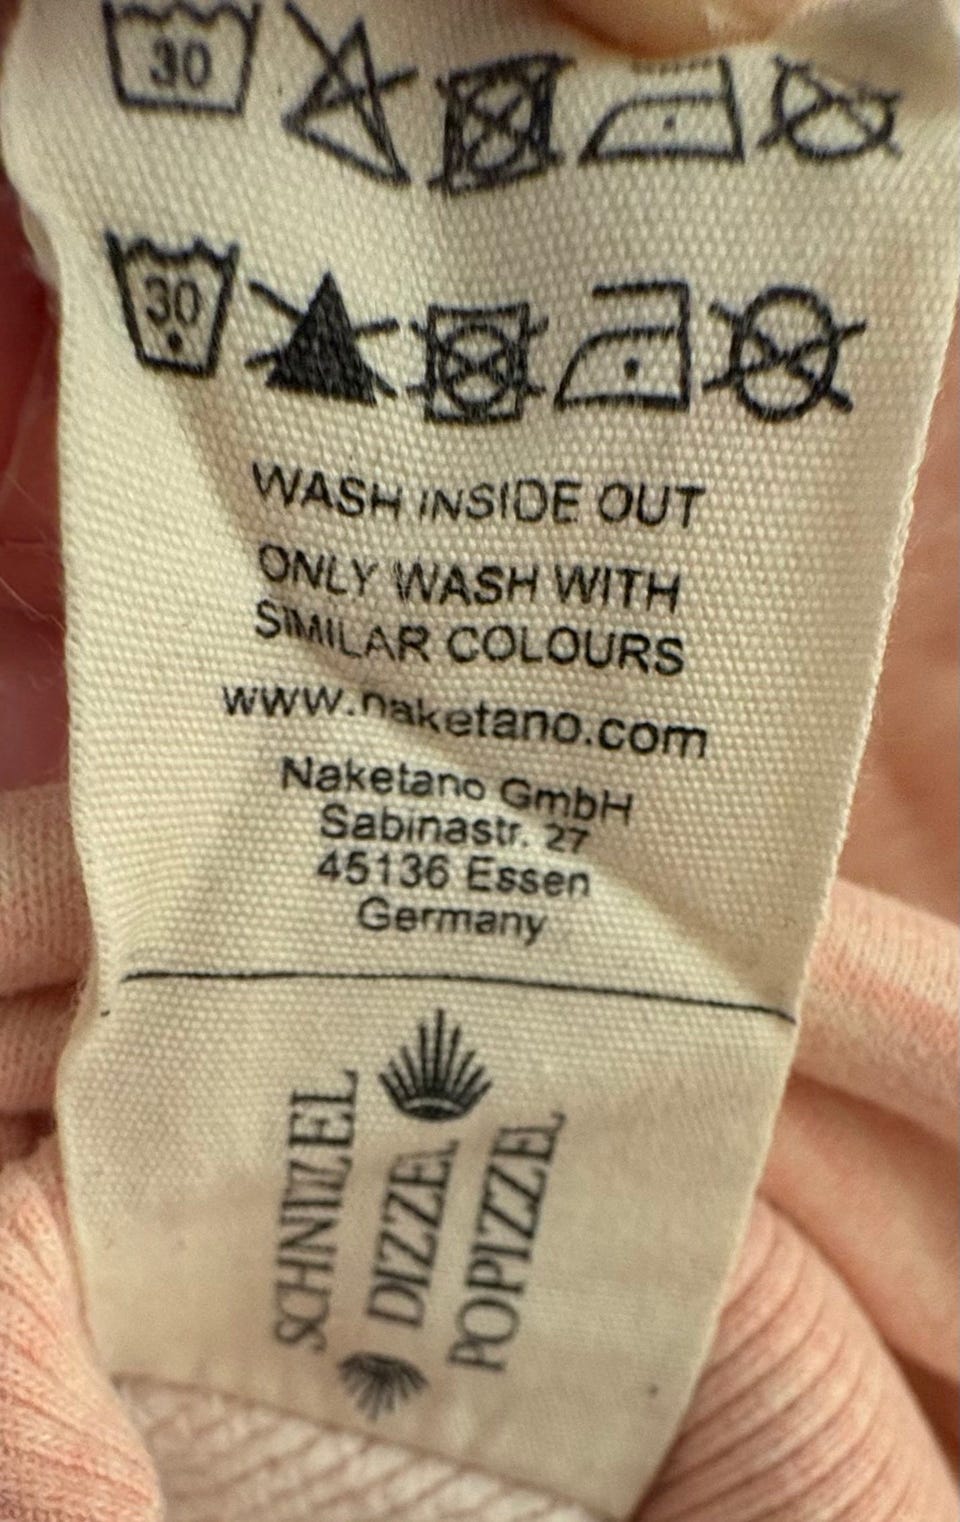 30
30
WASH INSIDE OUT
ONLY WASH WITH
SIMILAR COLOURS
www.naketano.com
Naketano GmbH
Sabinastr. 27
45136 Essen
Germany
SCHNIZZEL
DIZZEL
POPIZZEL